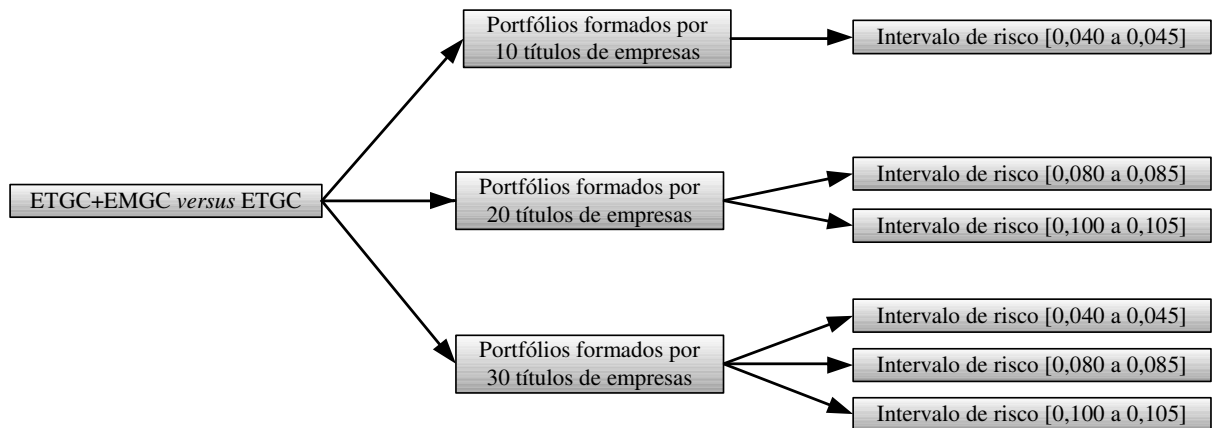 Portfólios formados por
10 títulos de empresas
Intervalo de risco [0,040 a 0,045]
ETGC+EMGC versus ETGC
Portfólios formados por
20 títulos de empresas
Intervalo de risco [0,080 a 0,085]
Intervalo de risco [0,100 a 0,105]
Portfólios formados por
30 títulos de empresas
Intervalo de risco [0,040 a 0,045]
Intervalo de risco [0,080 a 0,085]
Intervalo de risco [0,100 a 0,105]